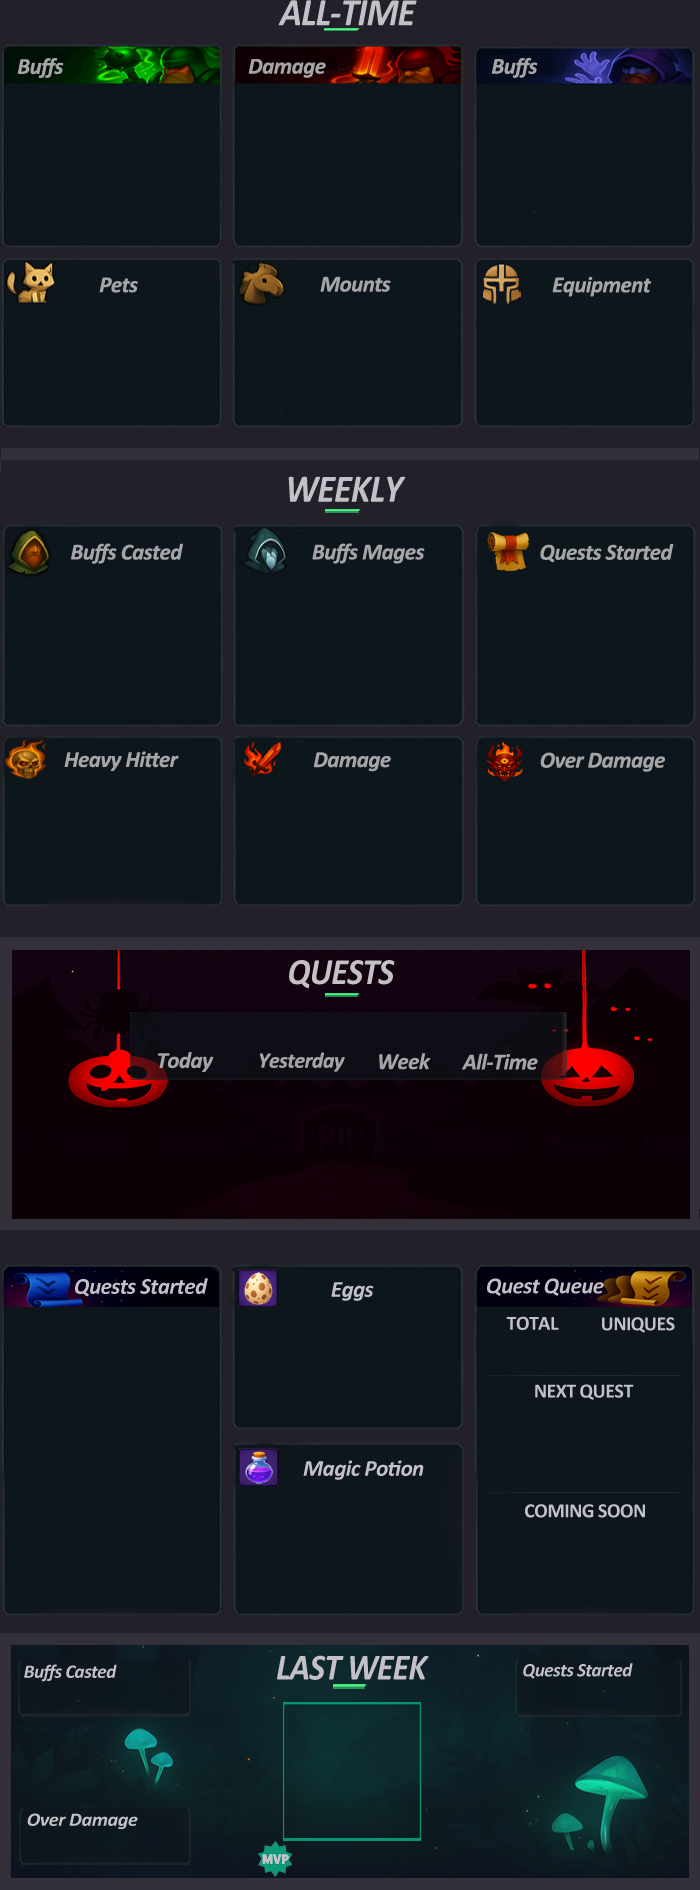 ALL-TIME
Buffs
Damage
Buffs
Pets
Mounts
Equipment
WEEKLY
Buffs Casted
Buffs Mages
Quests Started
Heavy Hitter
Damage
Over Damage
QUESTS
Today
Yesterday
Week
All-Time
RIP
Quests Started
Eggs
Quest Queue
TOTAL
UNIQUES
NEXT QUEST
Magic Potion
COMING SOON
LAST WEEK
Buffs Casted
Quests Started
Over Damage
MVP